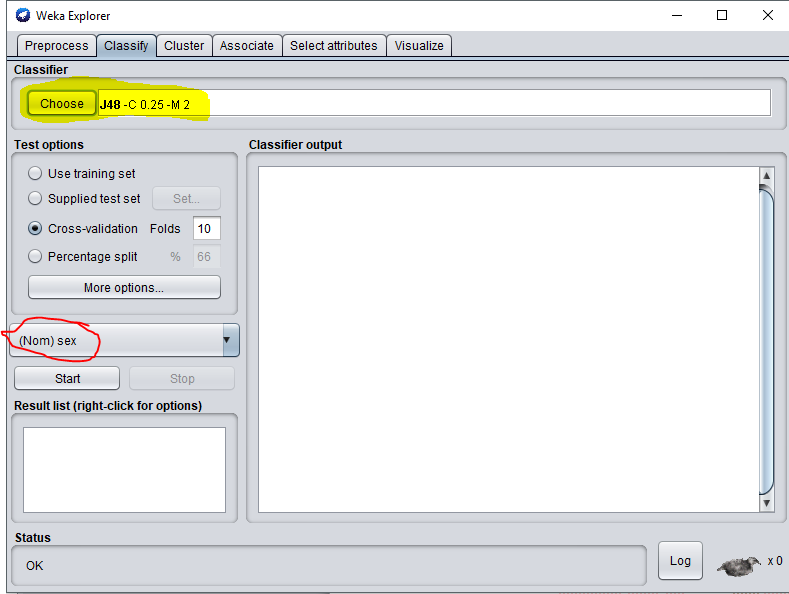 Weka Explorer
Preprocess Classify Cluster Associate Select attributes Visualize
Classifier
Choose J48 -C 0.25 -M 2
Test options
Use training set
Supplied test set Set...
Cross-validation Folds 10
Percentage split % 66
More options...
(Nom) sex
Start Stop
Result list (right-click for options)
Classifier output
Status
OK
Log x 0